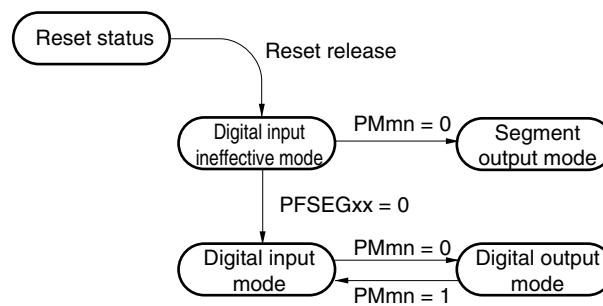 Reset status
Reset release
Digital input
ineffective mode
PMmn = 0
Segment
output mode
PFSEGxx = 0
Digital input
mode
PMmn = 0
PMmn = 1
Digital output
mode